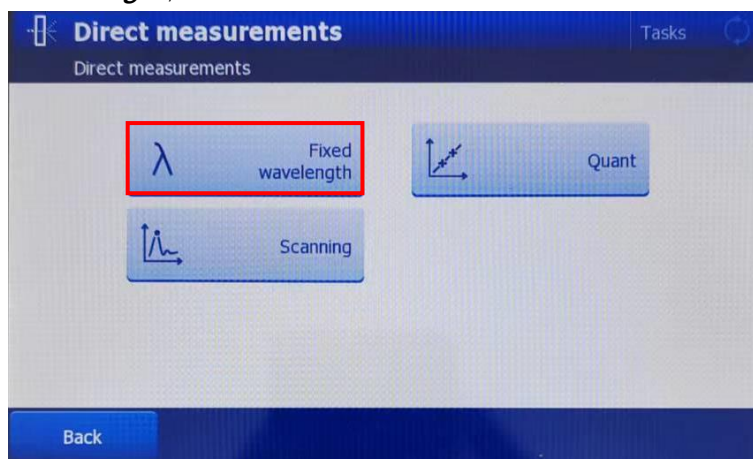 Direct measurements
Tasks
Direct measurements
λ
Fixed
wavelength
Quant
Scanning
Back